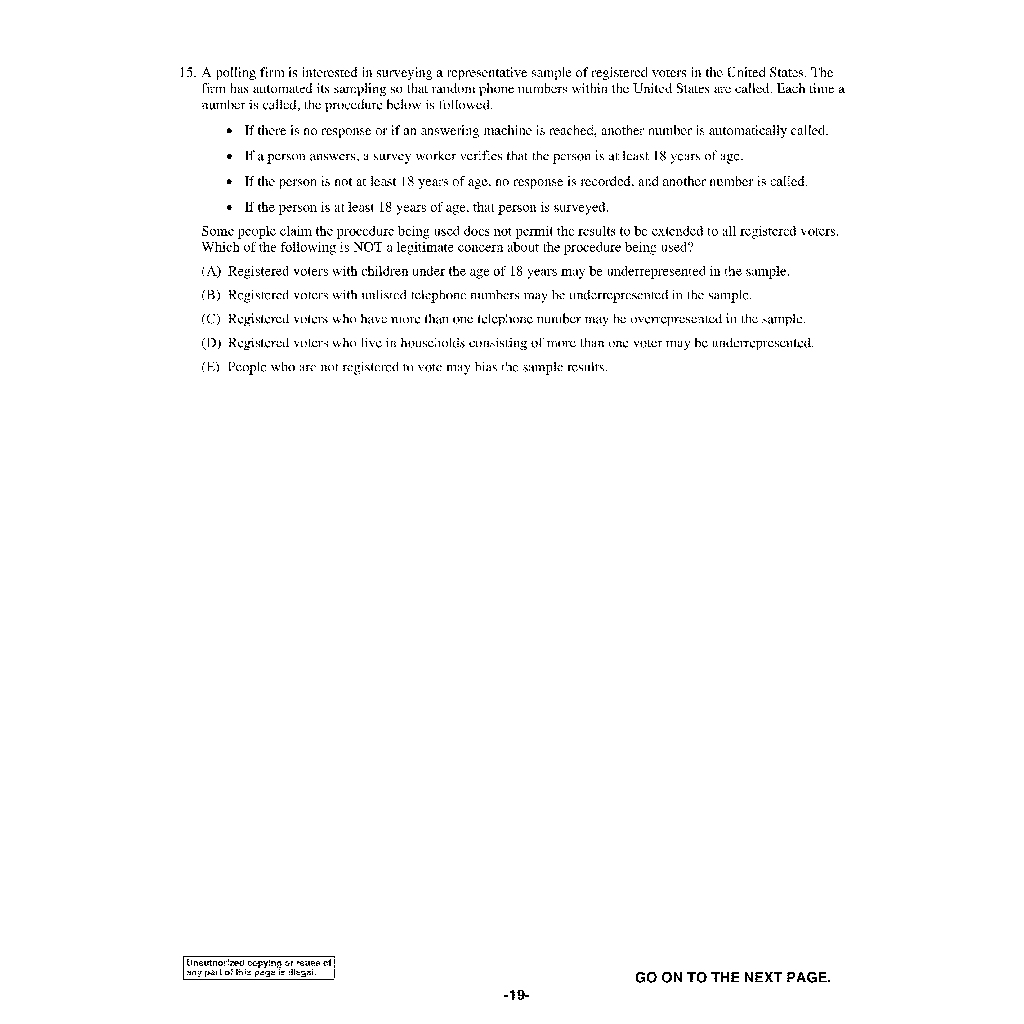 15. A polling firm is interested in surveying a representative sample of registered voters in the United States. The
firm has automated its sampling so that random phone numbers within the United States are called. Each time a
number is called, the procedure below is followed.
• If there is no response or if an answering machine is reached, another number is automatically called.
• If a person answers, a survey worker verifies that the person is at least 18 years of age.
• If the person is not at least 18 years of age, no response is recorded, and another number is called.
• If the person is at least 18 years of age, that person is surveyed.
Some people claim the procedure being used does not permit the results to be extended to all registered voters.
Which of the following is NOT a legitimate concern about the procedure being used?
(A) Registered voters with children under the age of 18 years may be underrepresented in the sample.
(B) Registered voters with unlisted telephone numbers may be underrepresented in the sample.
(C) Registered voters who have more than one telephone number may be overrepresented in the sample.
(D) Registered voters who live in households consisting of more than one voter may be underrepresented.
(E) People who are not registered to vote may bias the sample results.
Unauthorized copying or reuse of
any part of this page is illegal.
GO ON TO THE NEXT PAGE.
-19-